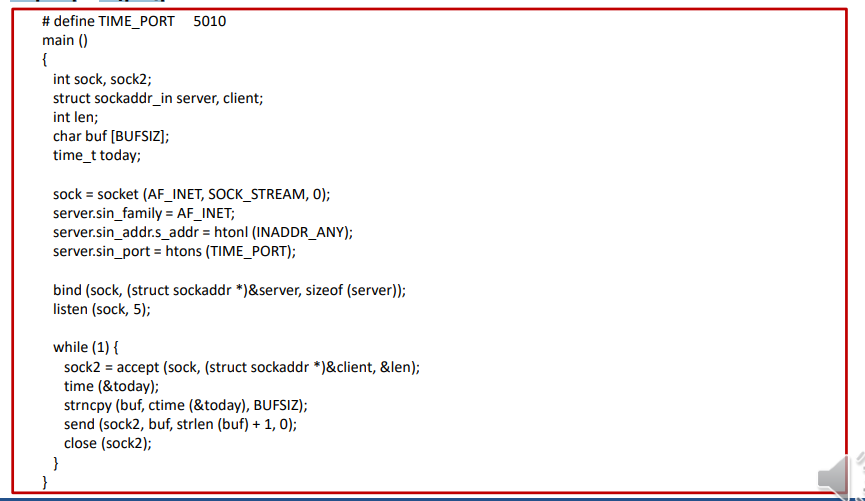 # define TIME_PORT 5010
main ()
{
int sock, sock2;
struct sockaddr_in server, client;
int len;
char buf [BUFSIZ];
time_t today;
sock = socket (AF_INET, SOCK_STREAM, 0);
server.sin_family = AF_INET;
server.sin_addr.s_addr = htonl (INADDR_ANY);
server.sin_port = htons (TIME_PORT);
bind (sock, (struct sockaddr *)&server, sizeof (server));
listen (sock, 5);
while (1) {
sock2 = accept (sock, (struct sockaddr *)&client, &len);
time (&today);
strncpy (buf, ctime (&today), BUFSIZ);
send (sock2, buf, strlen (buf) + 1, 0);
close (sock2);
}
}